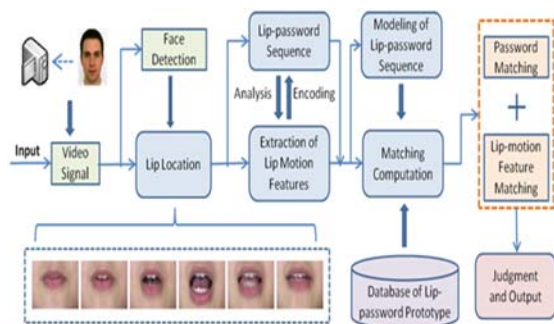 Face
Detection
Lip-password
Sequence
Modeling of
Lip-password
Sequence
Password
Matching
Analysis
Encoding
Input
Video
Signal
Lip Location
Extraction of
Lip Motion
Features
Matching
Computation
Lip-motion
Feature
Matching
Database of Lip-
password Prototype
Judgment
and Output